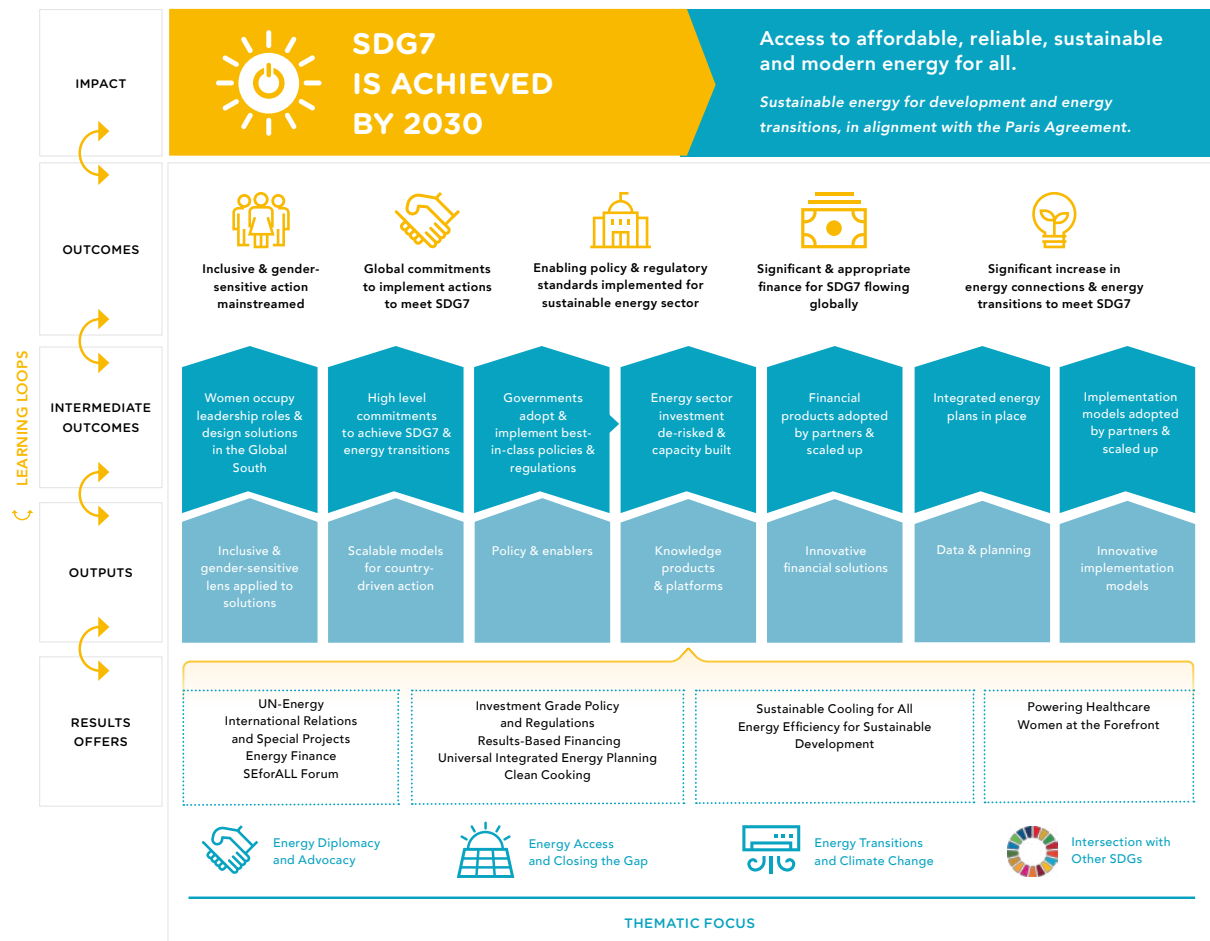 IMPACT
SDG7
IS ACHIEVED
BY 2030
Access to affordable, reliable, sustainable
and modern energy for all.
Sustainable energy for development and energy
transitions, in alignment with the Paris Agreement.
LEARNING LOOPS
OUTCOMES
Inclusive & gender-
sensitive action
mainstreamed
Global commitments
to implement actions
to meet SDG7
Enabling policy & regulatory
standards implemented for
sustainable energy sector
Significant & appropriate
finance for SDG7 flowing
globally
Significant increase in
energy connections & energy
transitions to meet SDG7
INTERMEDIATE
OUTCOMES
Women occupy
leadership roles &
design solutions
in the Global
South
High level
commitments
to achieve SDG7 &
energy transitions
Governments
adopt &
implement best-
in-class policies &
regulations
Energy sector
investment
de-risked &
capacity built
Financial
products adopted
by partners &
scaled up
Integrated energy
plans in place
Implementation
models adopted
by partners &
scaled up
OUTPUTS
Inclusive &
gender-sensitive
lens applied to
solutions
Scalable models
for country-
driven action
Policy & enablers
Knowledge
products
& platforms
Innovative
financial solutions
Data & planning
Innovative
implementation
models
RESULTS
OFFERS
UN-Energy
International Relations
and Special Projects
Energy Finance
SEforALL Forum
Investment Grade Policy
and Regulations
Results-Based Financing
Universal Integrated Energy Planning
Clean Cooking
Sustainable Cooling for All
Energy Efficiency for Sustainable
Development
Powering Healthcare
Women at the Forefront
Energy Diplomacy
and Advocacy
Energy Access
and Closing the Gap
Energy Transitions
and Climate Change
Intersection with
Other SDGs
THEMATIC FOCUS